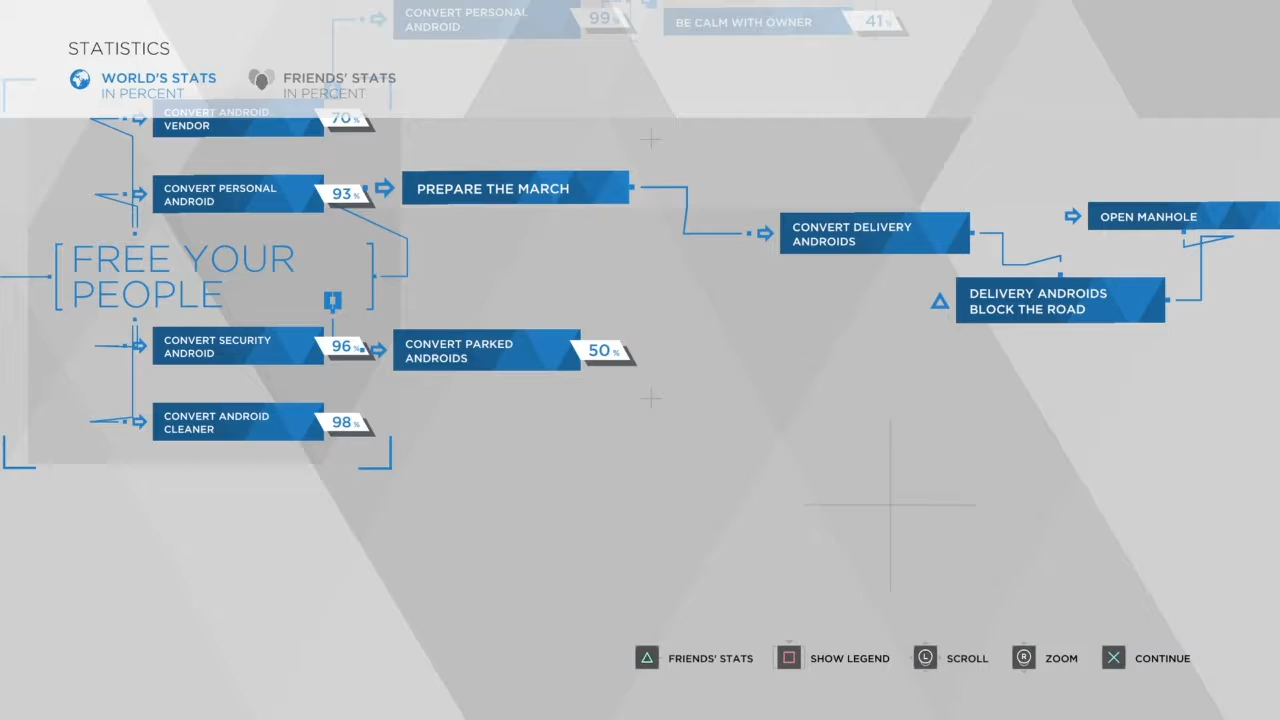 CONVERT PERSONAL
ANDROID
99%
BE CALM WITH OWNER
41%
STATISTICS
WORLD'S STATS
IN PERCENT
FRIENDS' STATS
IN PERCENT
CONVERT ANDROID
VENDOR
70%
CONVERT PERSONAL
ANDROID
93%
PREPARE THE MARCH
OPEN MANHOLE
CONVERT DELIVERY
ANDROIDS
FREE YOUR
PEOPLE
DELIVERY ANDROIDS
BLOCK THE ROAD
CONVERT SECURITY
ANDROID
96%
CONVERT PARKED
ANDROIDS
50%
CONVERT ANDROID
CLEANER
98%
FRIENDS' STATS
SHOW LEGEND
L
SCROLL
R
ZOOM
CONTINUE